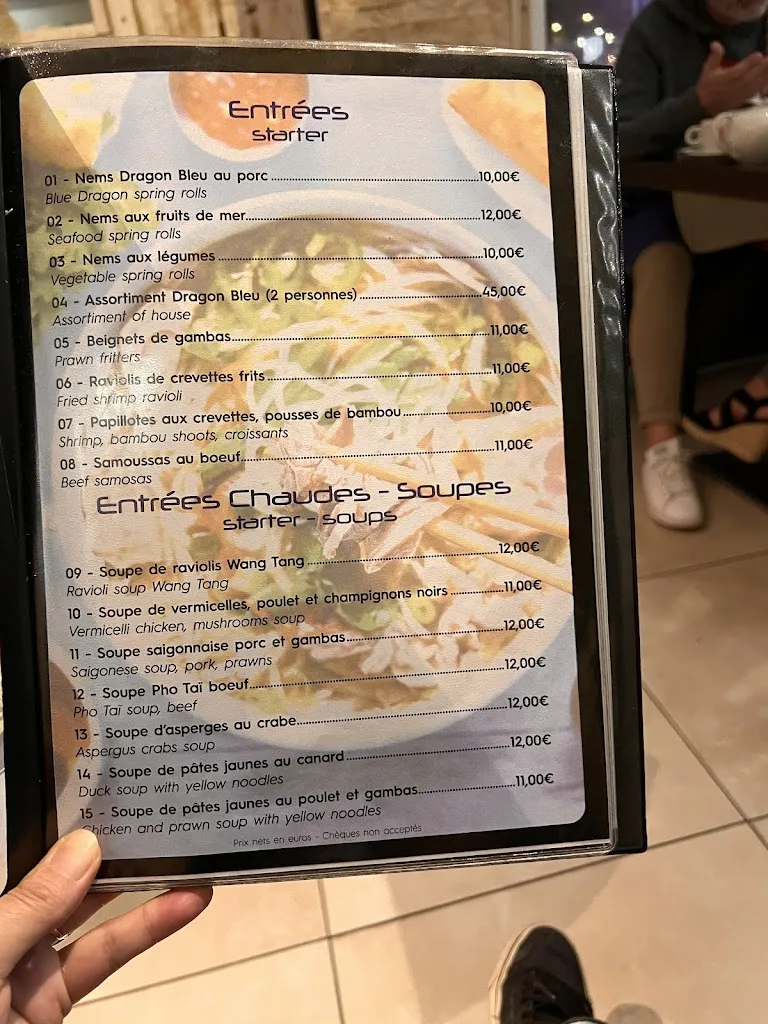 Entrées
starter
01 - Nems Dragon Bleu au porc 10,00€
Blue Dragon spring rolls
02 - Nems aux fruits de mer 12,00€
Seafood spring rolls
03 - Nems aux légumes 10,00€
Vegetable spring rolls
04 - Assortiment Dragon Bleu (2 personnes) 45,00€
Assortiment of house
05 - Beignets de gambas 11,00€
Prawn fritters
06 - Raviolis de crevettes frits 11,00€
Fried shrimp ravioli
07 - Papillotes aux crevettes, pousses de bambou 10,00€
Shrimp, bambou shoots, croissants
08 - Samoussas au boeuf 11,00€
Beef samosas
Entrées Chaudes - Soupes
starter - soups
09 - Soupe de raviolis Wang Tang 12,00€
Ravioli soup Wang Tang
10 - Soupe de vermicelles, poulet et champignons noirs 11,00€
Vermicelli chicken, mushrooms soup
11 - Soupe saigonnaise porc et gambas 12,00€
Saigonese soup, pork, prawns
12 - Soupe Pho Taï boeuf 12,00€
Pho Taï soup, beef
13 - Soupe d'asperges au crabe 12,00€
Aspergus crabs soup
14 - Soupe de pâtes jaunes au canard 12,00€
Duck soup with yellow noodles
15 - Soupe de pâtes jaunes au poulet et gambas 11,00€
Chicken and prawn soup with yellow noodles
Prix nets en euros - Chèques non acceptés